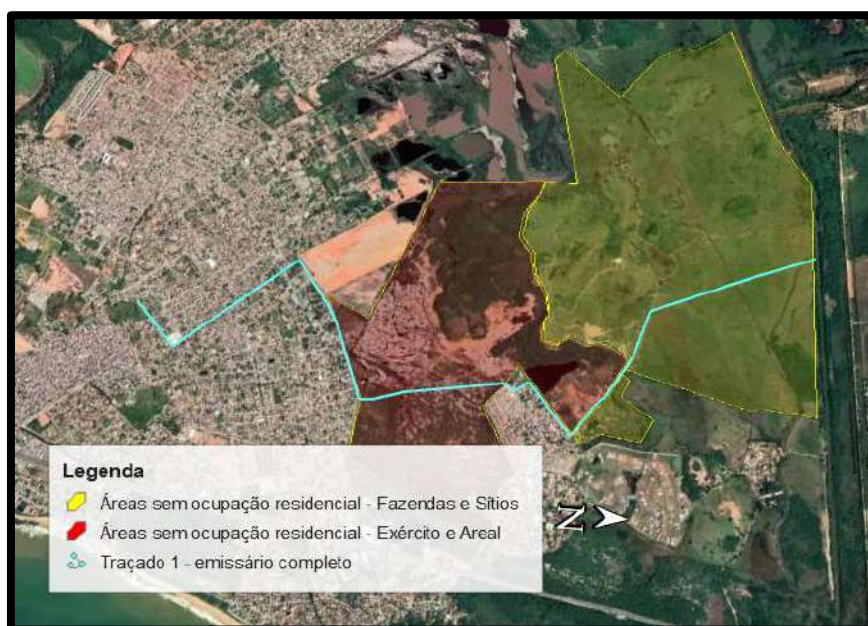 Legenda
Áreas sem ocupação residencial - Fazendas e Sítios
Áreas sem ocupação residencial - Exército e Areal
Traçado 1 - emissário completo
N